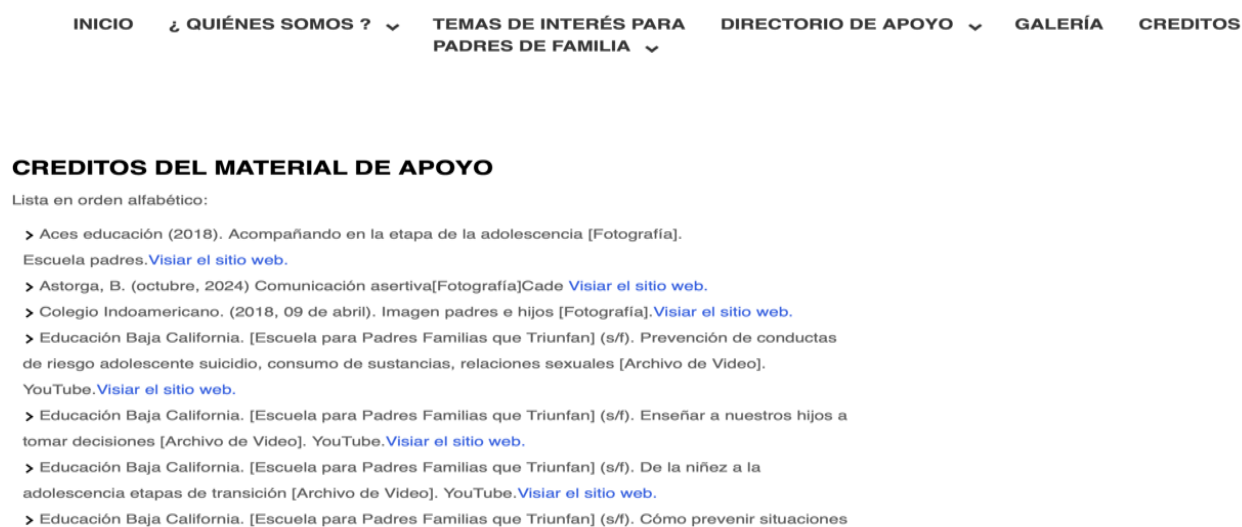 INICIO ¿ QUIÉNES SOMOS ? TEMAS DE INTERÉS PARA PADRES DE FAMILIA DIRECTORIO DE APOYO GALERÍA CREDITOS
CREDITOS DEL MATERIAL DE APOYO
Lista en orden alfabético:
Aces educación (2018). Acompañando en la etapa de la adolescencia [Fotografía].
Escuela padres.Visiar el sitio web.
Astorga, B. (octubre, 2024) Comunicación asertiva[Fotografía]Cade Visiar el sitio web.
Colegio Indoamericano. (2018, 09 de abril). Imagen padres e hijos [Fotografía].Visiar el sitio web.
Educación Baja California. [Escuela para Padres Familias que Triunfan] (s/f). Prevención de conductas
de riesgo adolescente suicidio, consumo de sustancias, relaciones sexuales [Archivo de Video].
YouTube.Visiar el sitio web.
Educación Baja California. [Escuela para Padres Familias que Triunfan] (s/f). Enseñar a nuestros hijos a
tomar decisiones [Archivo de Video]. YouTube.Visiar el sitio web.
Educación Baja California. [Escuela para Padres Familias que Triunfan] (s/f). De la niñez a la
adolescencia etapas de transición [Archivo de Video]. YouTube.Visiar el sitio web.
Educación Baja California. [Escuela para Padres Familias que Triunfan] (s/f). Cómo prevenir situaciones